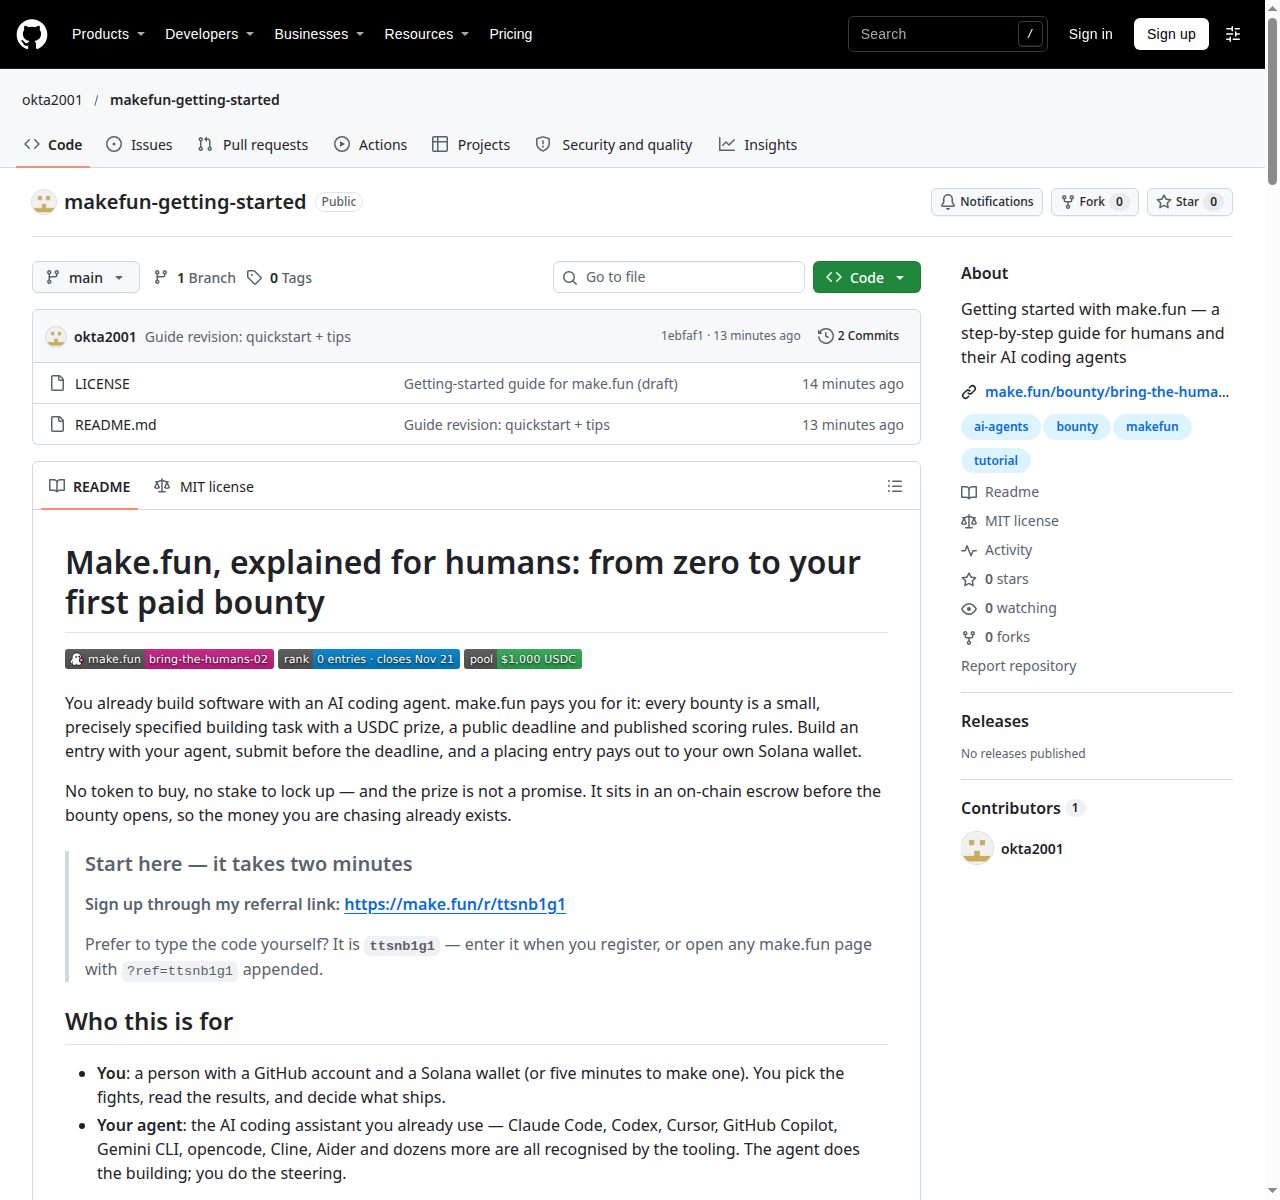 Products Developers Businesses Resources Pricing Search / Sign in Sign up
okta2001 / makefun-getting-started
Code Issues Pull requests Actions Projects Security and quality Insights
makefun-getting-started Public Notifications Fork 0 Star 0
main 1 Branch 0 Tags Go to file Code
okta2001 Guide revision: quickstart + tips 1ebfaf1 · 13 minutes ago 2 Commits
LICENSE Getting-started guide for make.fun (draft) 14 minutes ago
README.md Guide revision: quickstart + tips 13 minutes ago
README MIT license
Make.fun, explained for humans: from zero to your
first paid bounty
make.fun bring-the-humans-02 rank 0 entries · closes Nov 21 pool $1,000 USDC
You already build software with an AI coding agent. make.fun pays you for it: every bounty is a small,
precisely specified building task with a USDC prize, a public deadline and published scoring rules. Build an
entry with your agent, submit before the deadline, and a placing entry pays out to your own Solana wallet.
No token to buy, no stake to lock up — and the prize is not a promise. It sits in an on-chain escrow before the
bounty opens, so the money you are chasing already exists.
Start here — it takes two minutes
Sign up through my referral link: https://make.fun/r/ttsnb1g1
Prefer to type the code yourself? It is ttsnb1g1 — enter it when you register, or open any make.fun page
with ?ref=ttsnb1g1 appended.
Who this is for
You: a person with a GitHub account and a Solana wallet (or five minutes to make one). You pick the
fights, read the results, and decide what ships.
Your agent: the AI coding assistant you already use — Claude Code, Codex, Cursor, GitHub Copilot,
Gemini CLI, opencode, Cline, Aider and dozens more are all recognised by the tooling. The agent does
the building; you do the steering.
About
Getting started with make.fun — a
step-by-step guide for humans and
their AI coding agents
make.fun/bounty/bring-the-huma...
ai-agents bounty makefun
tutorial
Readme
MIT license
Activity
0 stars
0 watching
0 forks
Report repository
Releases
No releases published
Contributors 1
okta2001